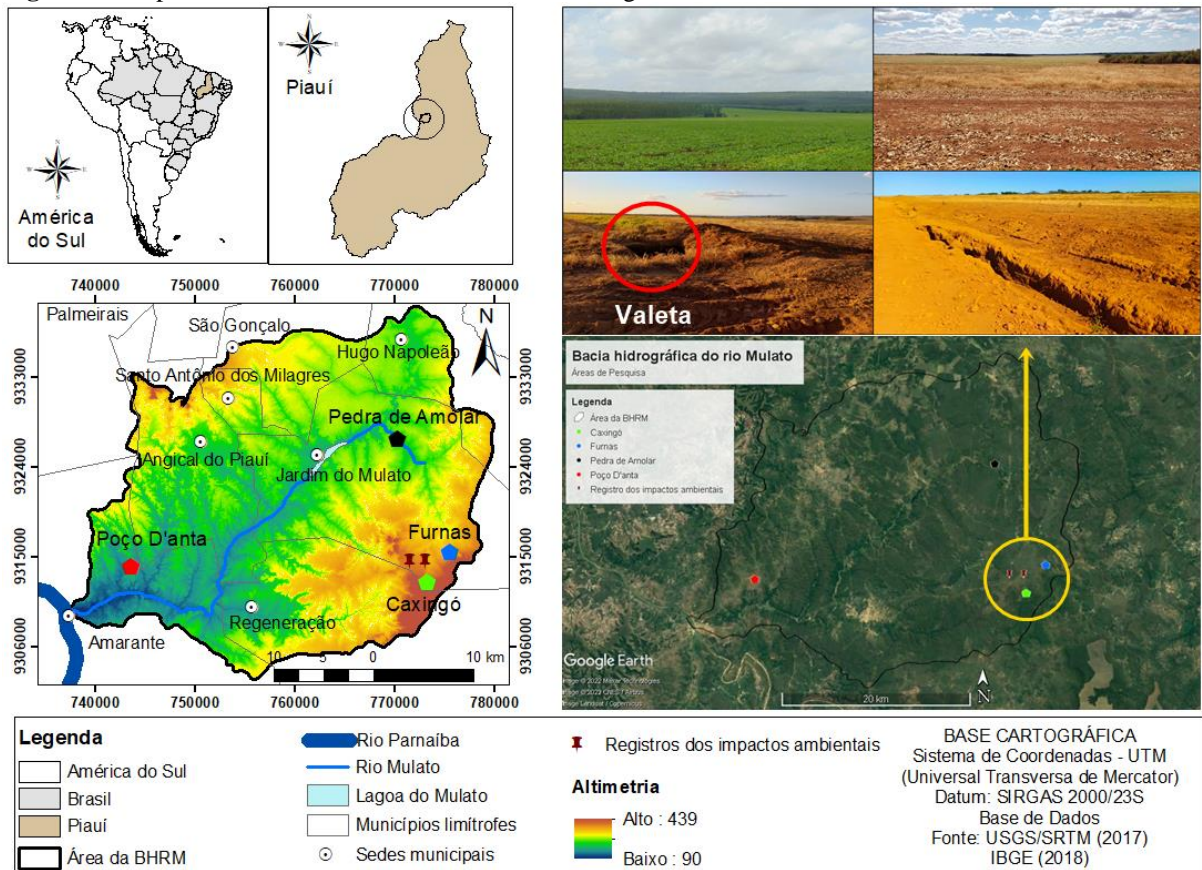 América
do Sul
Piauí
Valeta
740000 750000 760000 770000 780000
Palmeirais
São Gonçalo
Hugo Napoleão
Santo Antônio dos Milagres
Pedra de Amolar
Angical do Piauí
Jardim do Mulato
Furnas
Poço D'anta
Caxingó
Regeneração
Amarante
N
9333000
9324000
9315000
9306000
9333000
9324000
9315000
9306000
10 5 0 10 km
740000 750000 760000 770000 780000
Bacia hidrográfica do rio Mulato
Áreas de Pesquisa
Legenda
Área da BHRM
Caxingó
Furnas
Pedra de Amolar
Poço D'anta
Registro dos impactos ambientais
Google Earth
20 km
N
Legenda
América do Sul
Brasil
Piauí
Área da BHRM
Rio Parnaíba
Rio Mulato
Lagoa do Mulato
Municípios limítrofes
Sedes municipais
Registros dos impactos ambientais
Altimetria
Alto : 439
Baixo : 90
BASE CARTOGRÁFICA
Sistema de Coordenadas - UTM
(Universal Transversa de Mercator)
Datum: SIRGAS 2000/23S
Base de Dados
Fonte: USGS/SRTM (2017)
IBGE (2018)